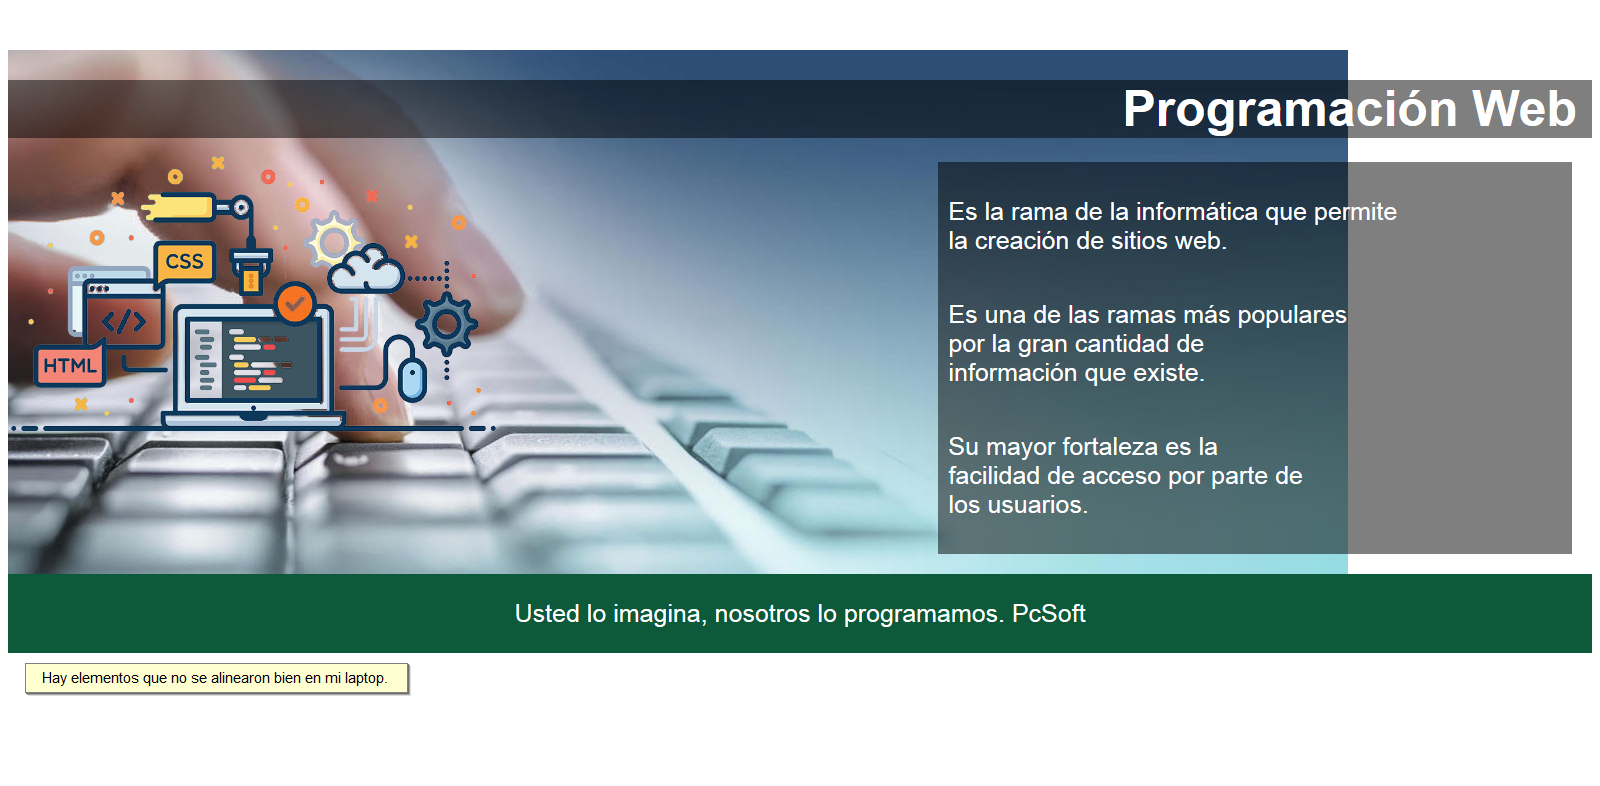 Programación Web
CSS
</>
HTML
Es la rama de la informática que permite
la creación de sitios web.
Es una de las ramas más populares
por la gran cantidad de
información que existe.
Su mayor fortaleza es la
facilidad de acceso por parte de
los usuarios.
Usted lo imagina, nosotros lo programamos. PcSoft
Hay elementos que no se alinearon bien en mi laptop.